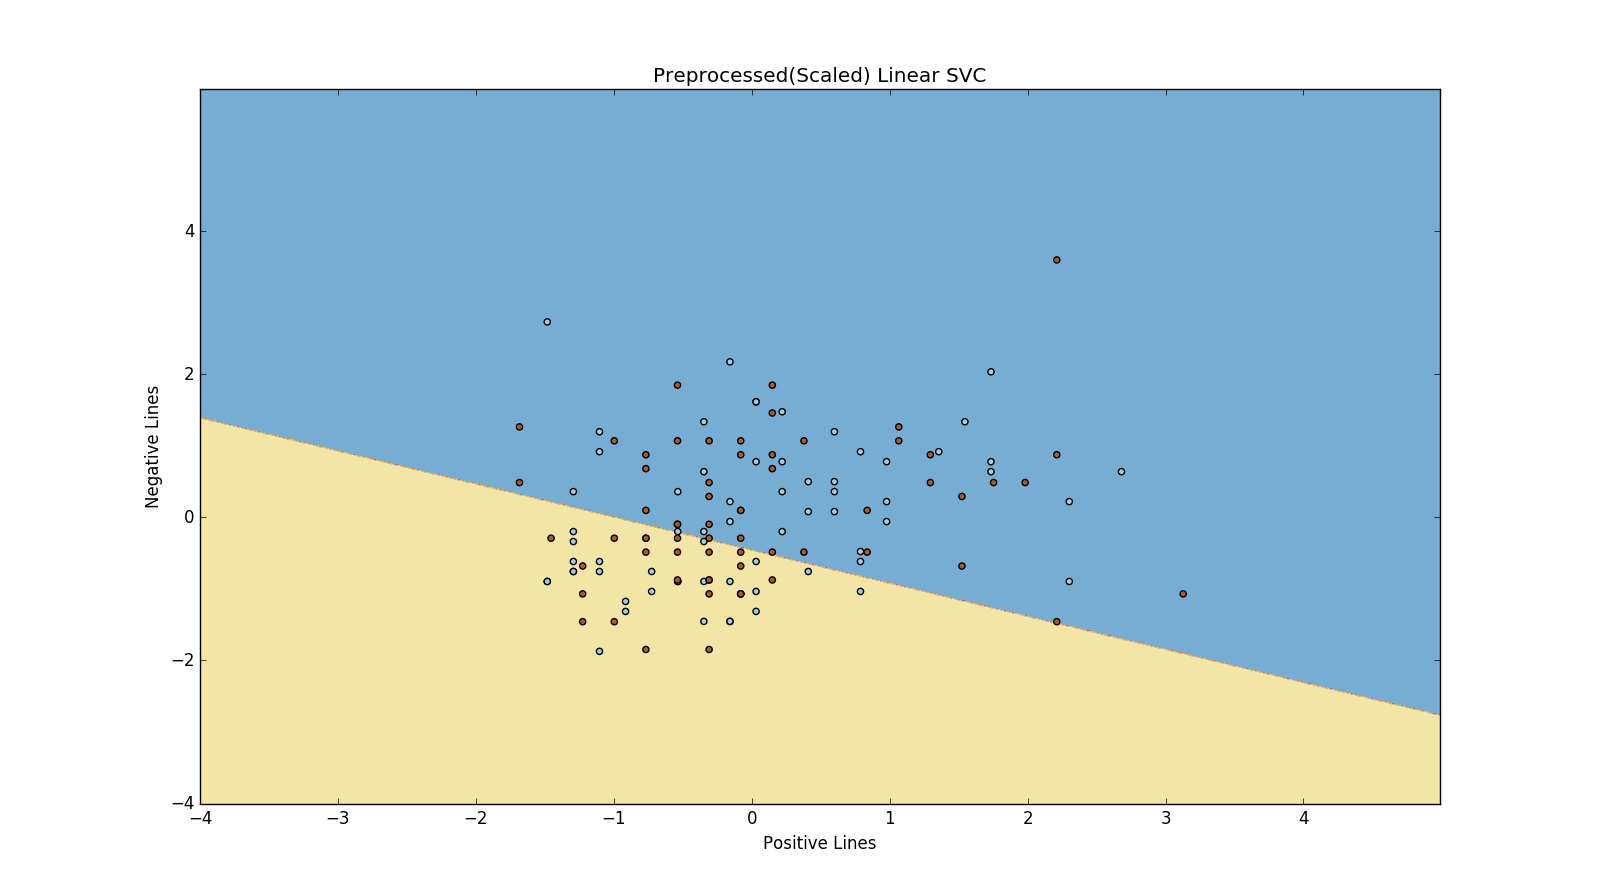 Preprocessed(Scaled) Linear SVC
Negative Lines
4
2
0
−2
−4
−4 −3 −2 −1 0 1 2 3 4
Positive Lines